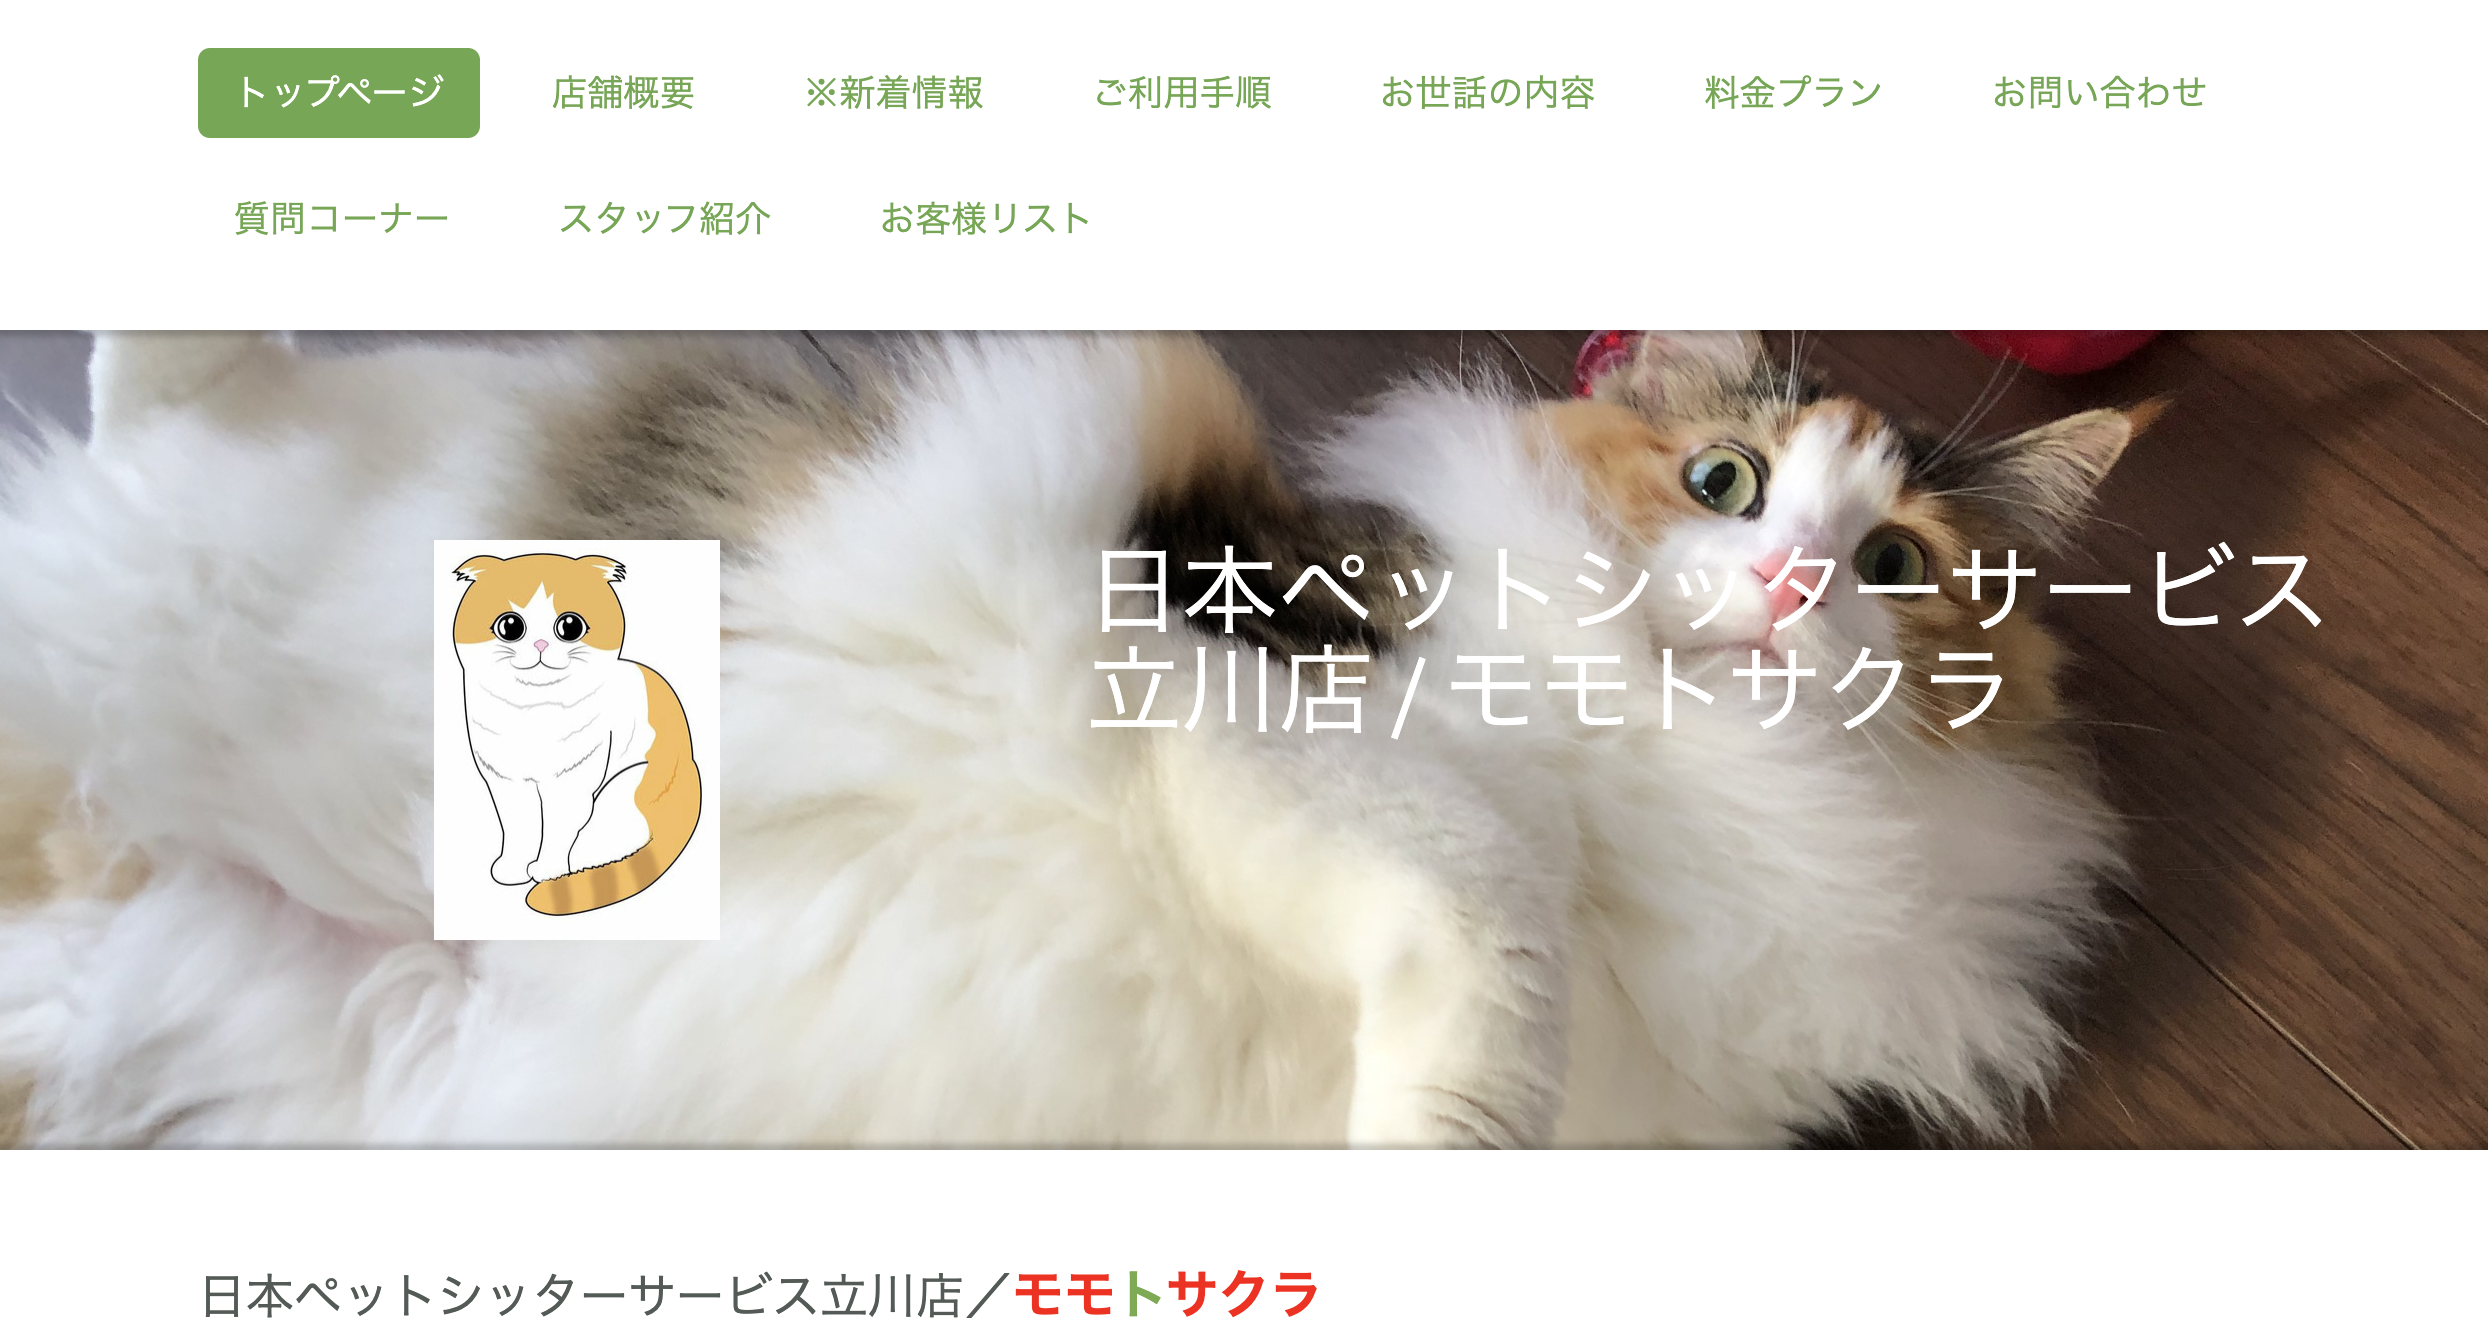 トップページ 店舗概要 ※新着情報 ご利用手順 お世話の内容 料金プラン お問い合わせ
質問コーナー スタッフ紹介 お客様リスト
日本ペットシッターサービス
立川店/モモトサクラ
日本ペットシッターサービス立川店／モモトサクラ